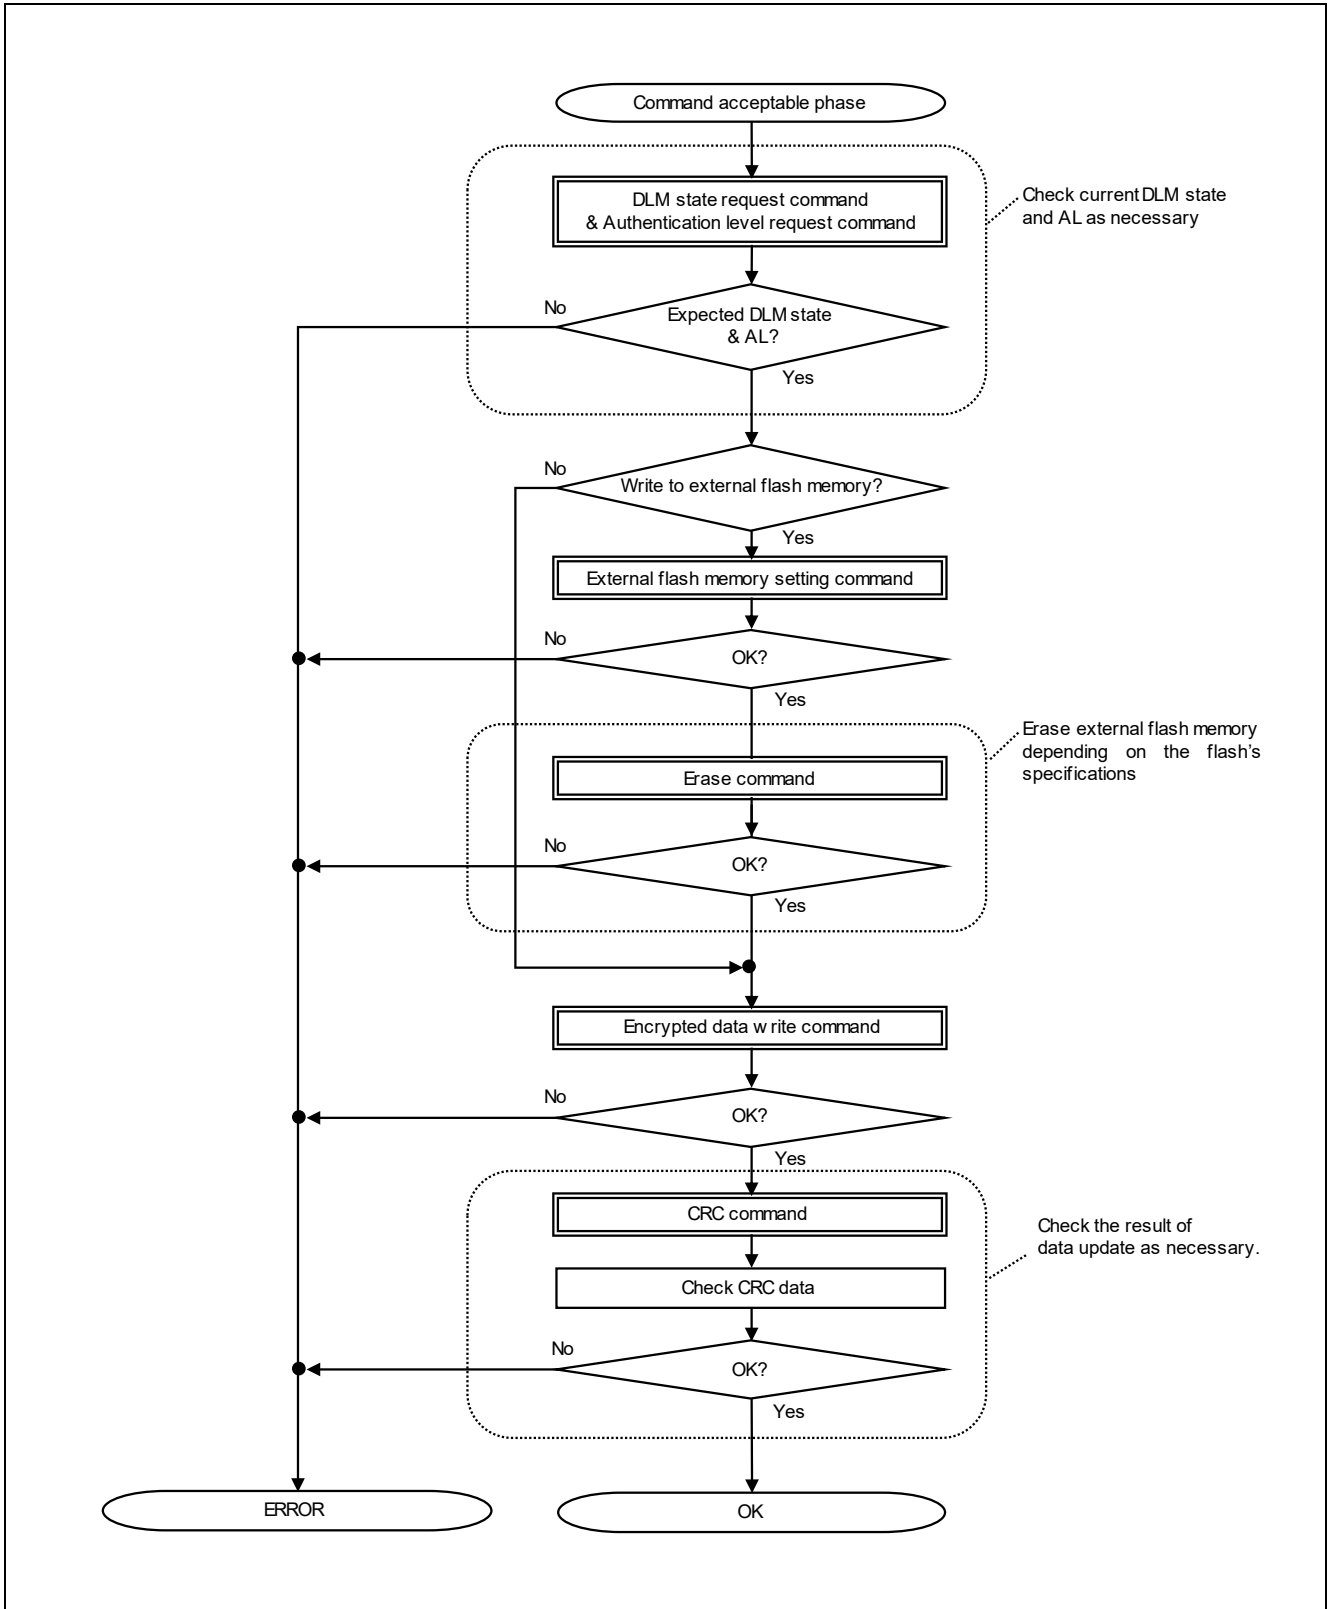 Command acceptable phase
DLM state request command
& Authentication level request command
Check current DLM state
and AL as necessary
No
Expected DLM state
& AL?
Yes
No
Write to external flash memory?
Yes
External flash memory setting command
No
OK?
Yes
Erase external flash memory
depending on the flash's
specifications
Erase command
No
OK?
Yes
Encrypted data write command
No
OK?
Yes
CRC command
Check the result of
data update as necessary.
Check CRC data
No
OK?
Yes
ERROR
OK